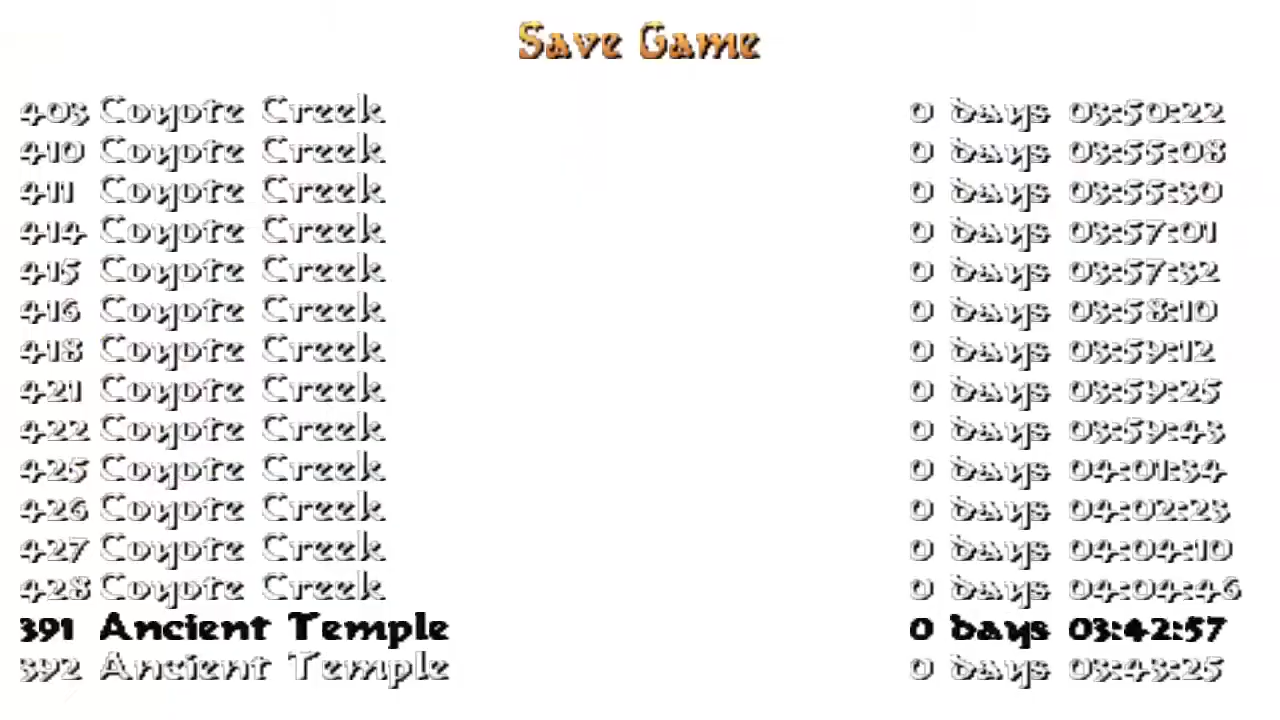 Save Game
403 Coyote Creek 0 days 03:50:22
410 Coyote Creek 0 days 03:55:08
411 Coyote Creek 0 days 03:55:30
414 Coyote Creek 0 days 03:57:01
415 Coyote Creek 0 days 03:57:32
416 Coyote Creek 0 days 03:58:10
418 Coyote Creek 0 days 03:59:12
421 Coyote Creek 0 days 03:59:25
422 Coyote Creek 0 days 03:59:43
425 Coyote Creek 0 days 04:01:34
426 Coyote Creek 0 days 04:02:23
427 Coyote Creek 0 days 04:04:10
428 Coyote Creek 0 days 04:04:46
391 Ancient Temple 0 days 03:42:57
392 Ancient Temple 0 days 03:43:25